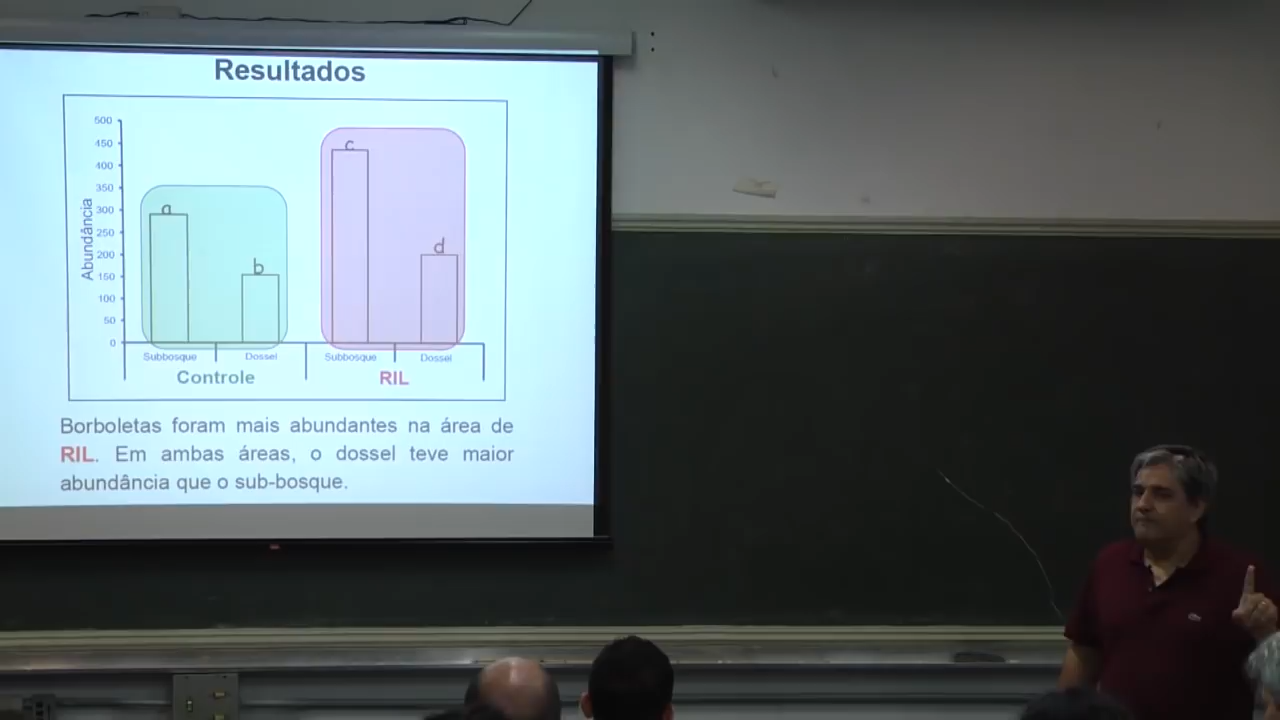 Resultados
500
450
400
350
300
250
200
150
100
50
0
Abundância
a
b
c
d
Subbosque Dossel Subbosque Dossel
Controle RIL
Borboletas foram mais abundantes na área de
RIL. Em ambas áreas, o dossel teve maior
abundância que o sub-bosque.